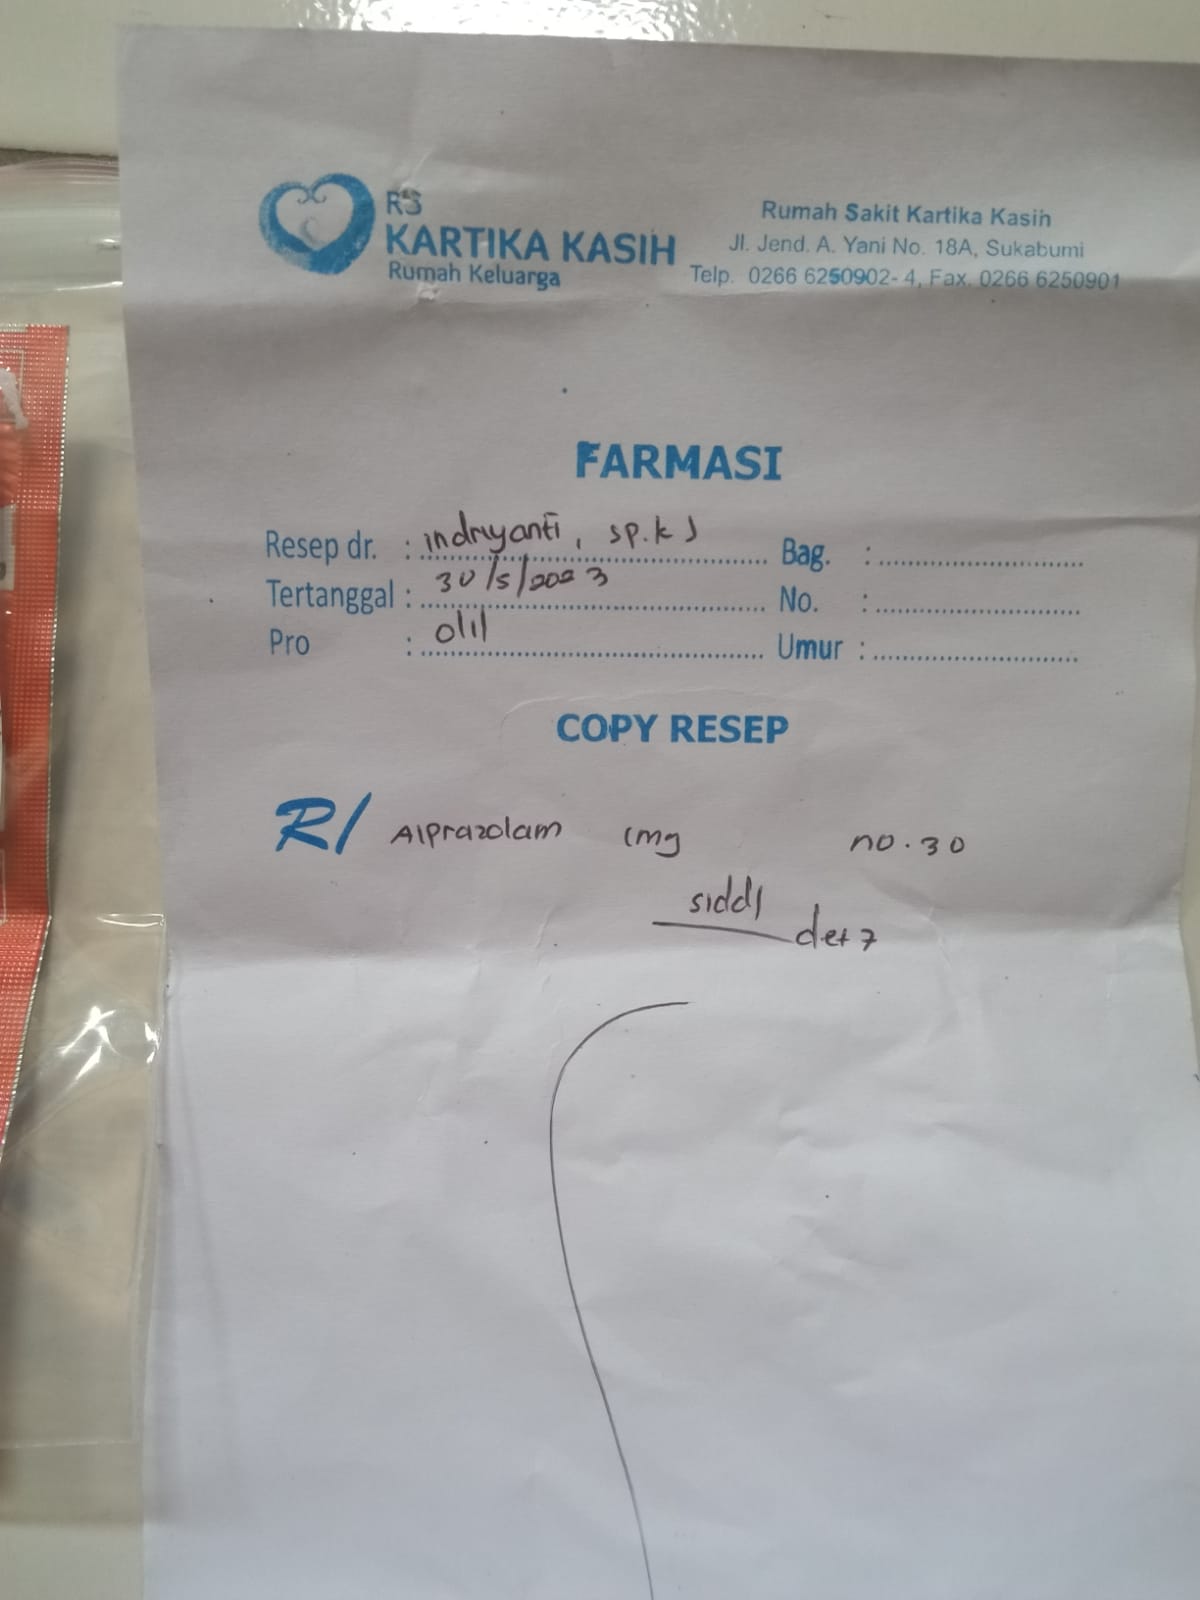 RS
KARTIKA KASIH
Rumah Keluarga
Rumah Sakit Kartika Kasih
Jl. Jend. A. Yani No. 18A, Sukabumi
Telp. 0266 6250902- 4, Fax. 0266 6250901
FARMASI
Resep dr. : indryanti, sp.kJ Bag. :
Tertanggal : 30/5/2023 No. :
Pro : olil Umur :
COPY RESEP
R/ Alprazolam 1mg no. 30
det 7